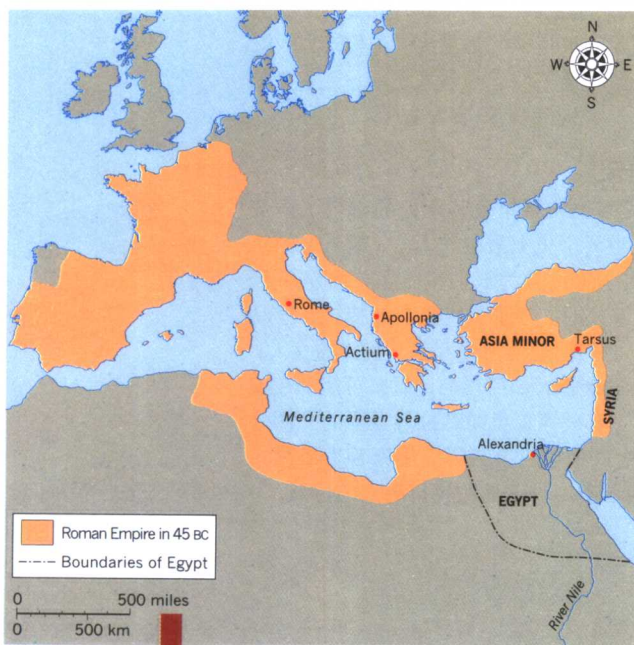 N
W E
S
Rome
Apollonia
Actium
ASIA MINOR
Tarsus
SYRIA
Mediterranean Sea
Alexandria
EGYPT
River Nile
Roman Empire in 45 BC
Boundaries of Egypt
0 500 miles
0 500 km